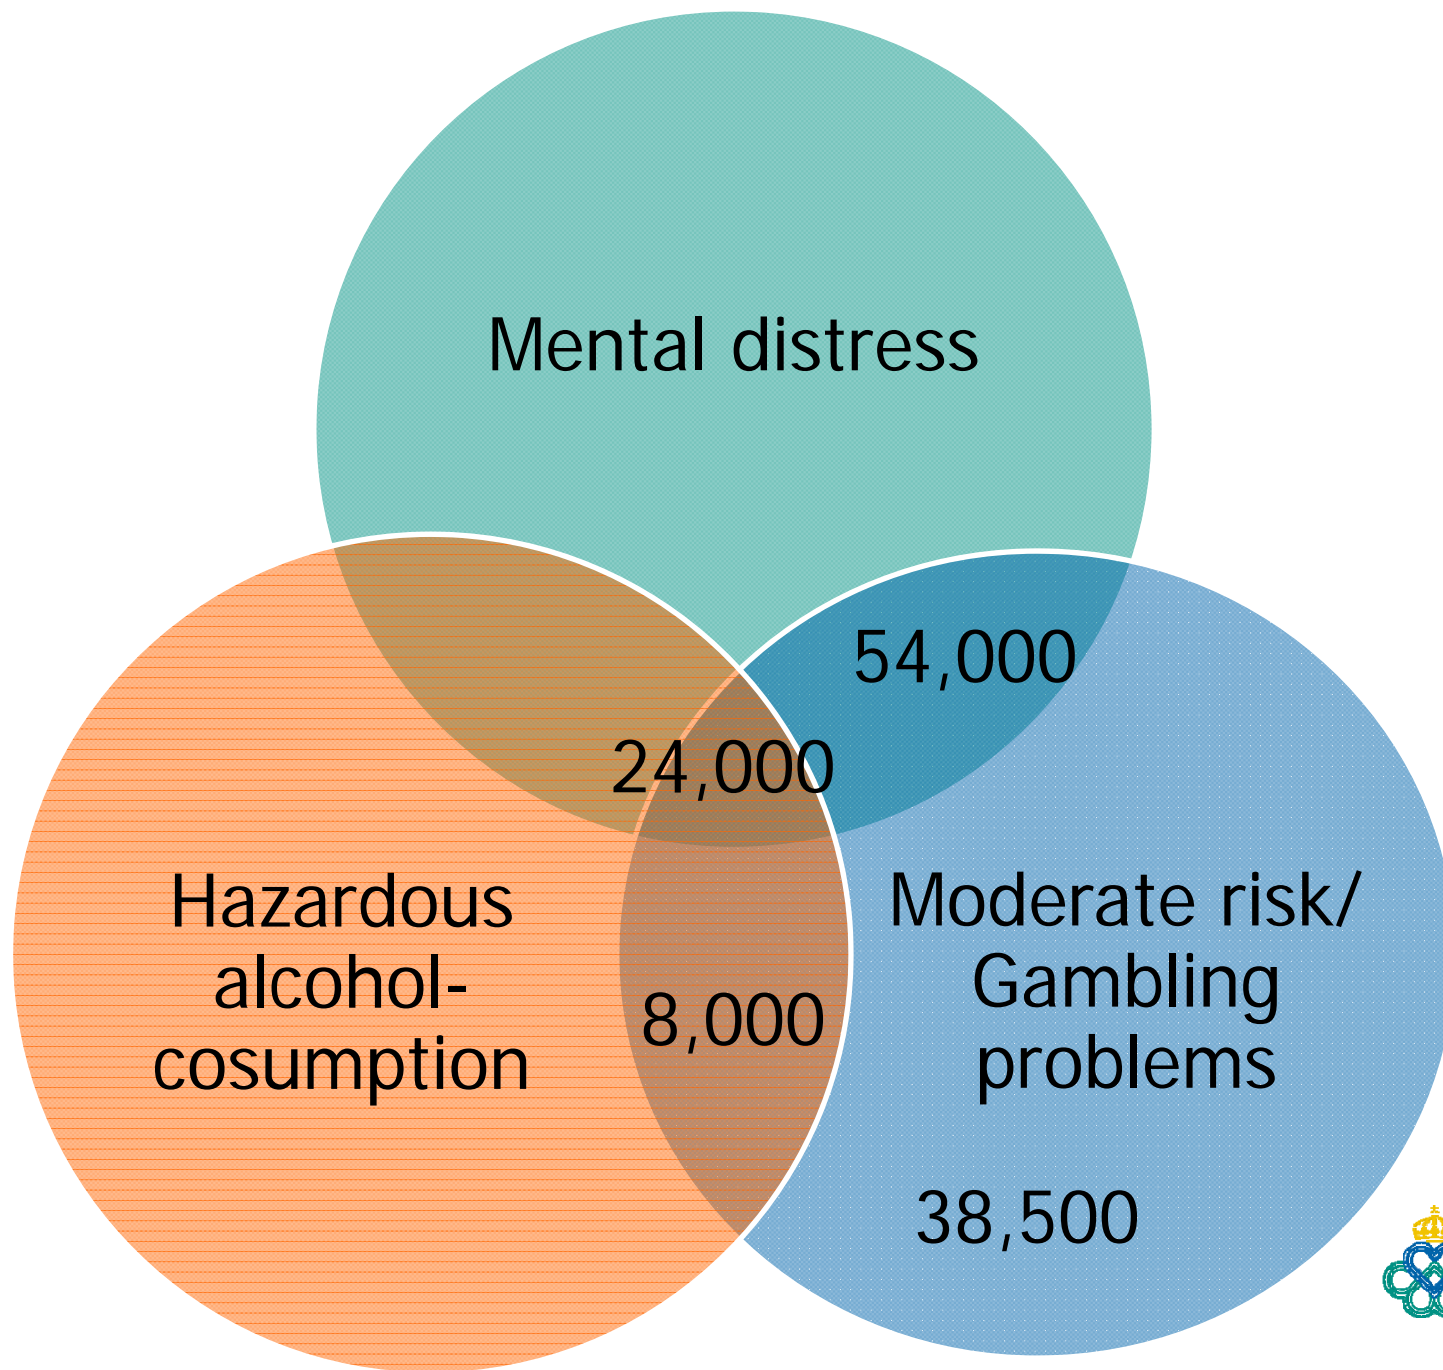 Mental distress
54,000
24,000
Hazardous
alcohol-
cosumption
Moderate risk/
Gambling
problems
8,000
38,500